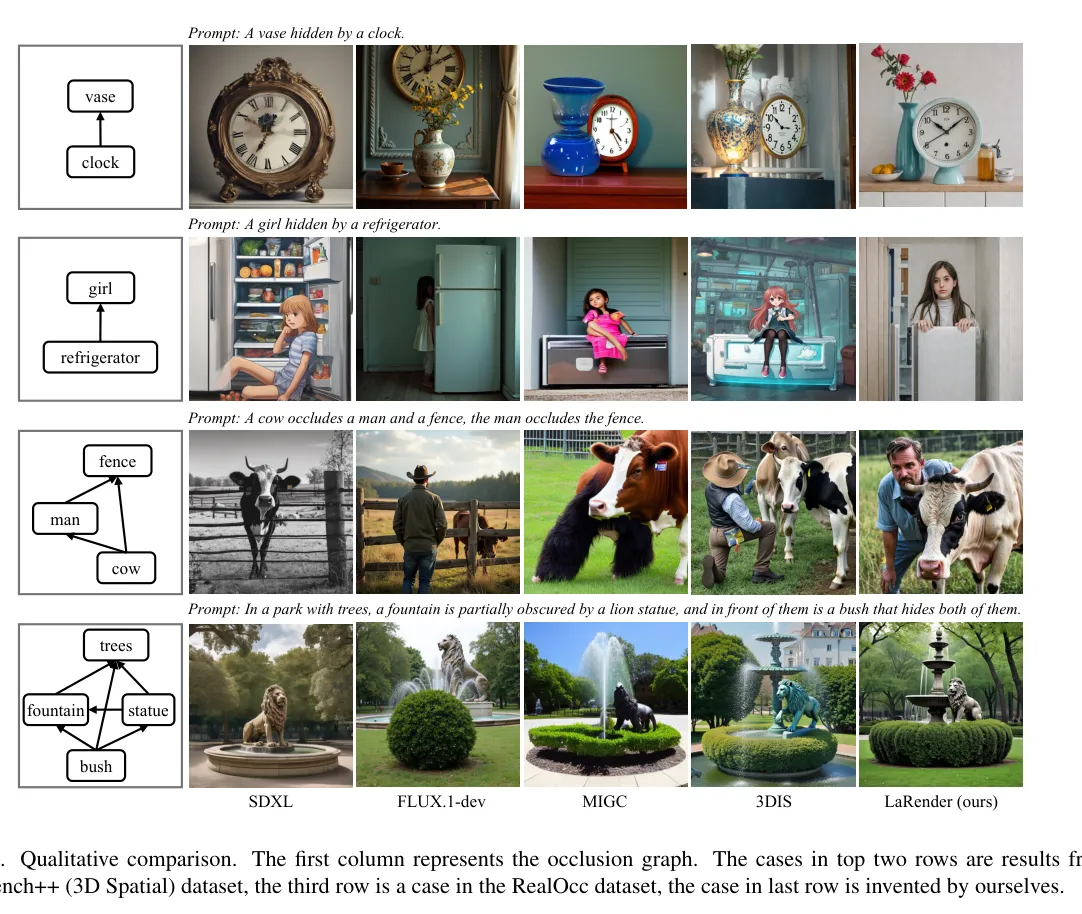 Prompt: A vase hidden by a clock.
vase
clock
Prompt: A girl hidden by a refrigerator.
girl
refrigerator
Prompt: A cow occludes a man and a fence, the man occludes the fence.
fence
man
cow
Prompt: In a park with trees, a fountain is partially obscured by a lion statue, and in front of them is a bush that hides both of them.
trees
fountain
statue
bush
SDXL
FLUX.1-dev
MIGC
3DIS
LaRender (ours)
. Qualitative comparison. The first column represents the occlusion graph. The cases in top two rows are results
ench++ (3D Spatial) dataset, the third row is a case in the RealOcc dataset, the case in last row is invented by ourselves.